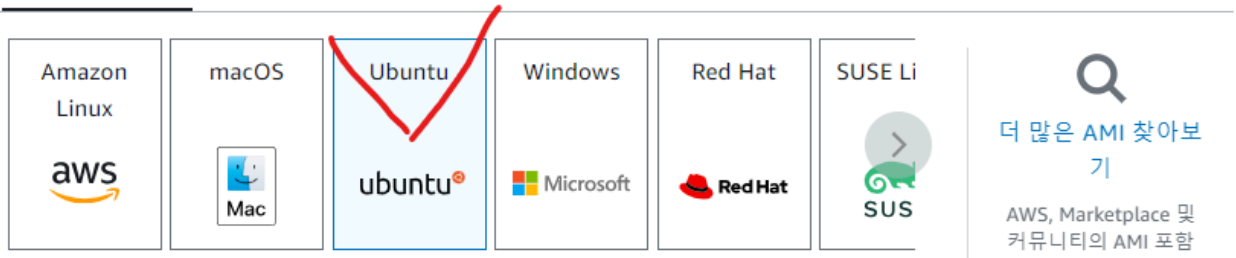 Amazon
Linux
aws
macOS
Mac
Ubuntu
ubuntu
Windows
Microsoft
Red Hat
Red Hat
SUSE Li
SUS
더 많은 AMI 찾아보
기
AWS, Marketplace 및
커뮤니티의 AMI 포함